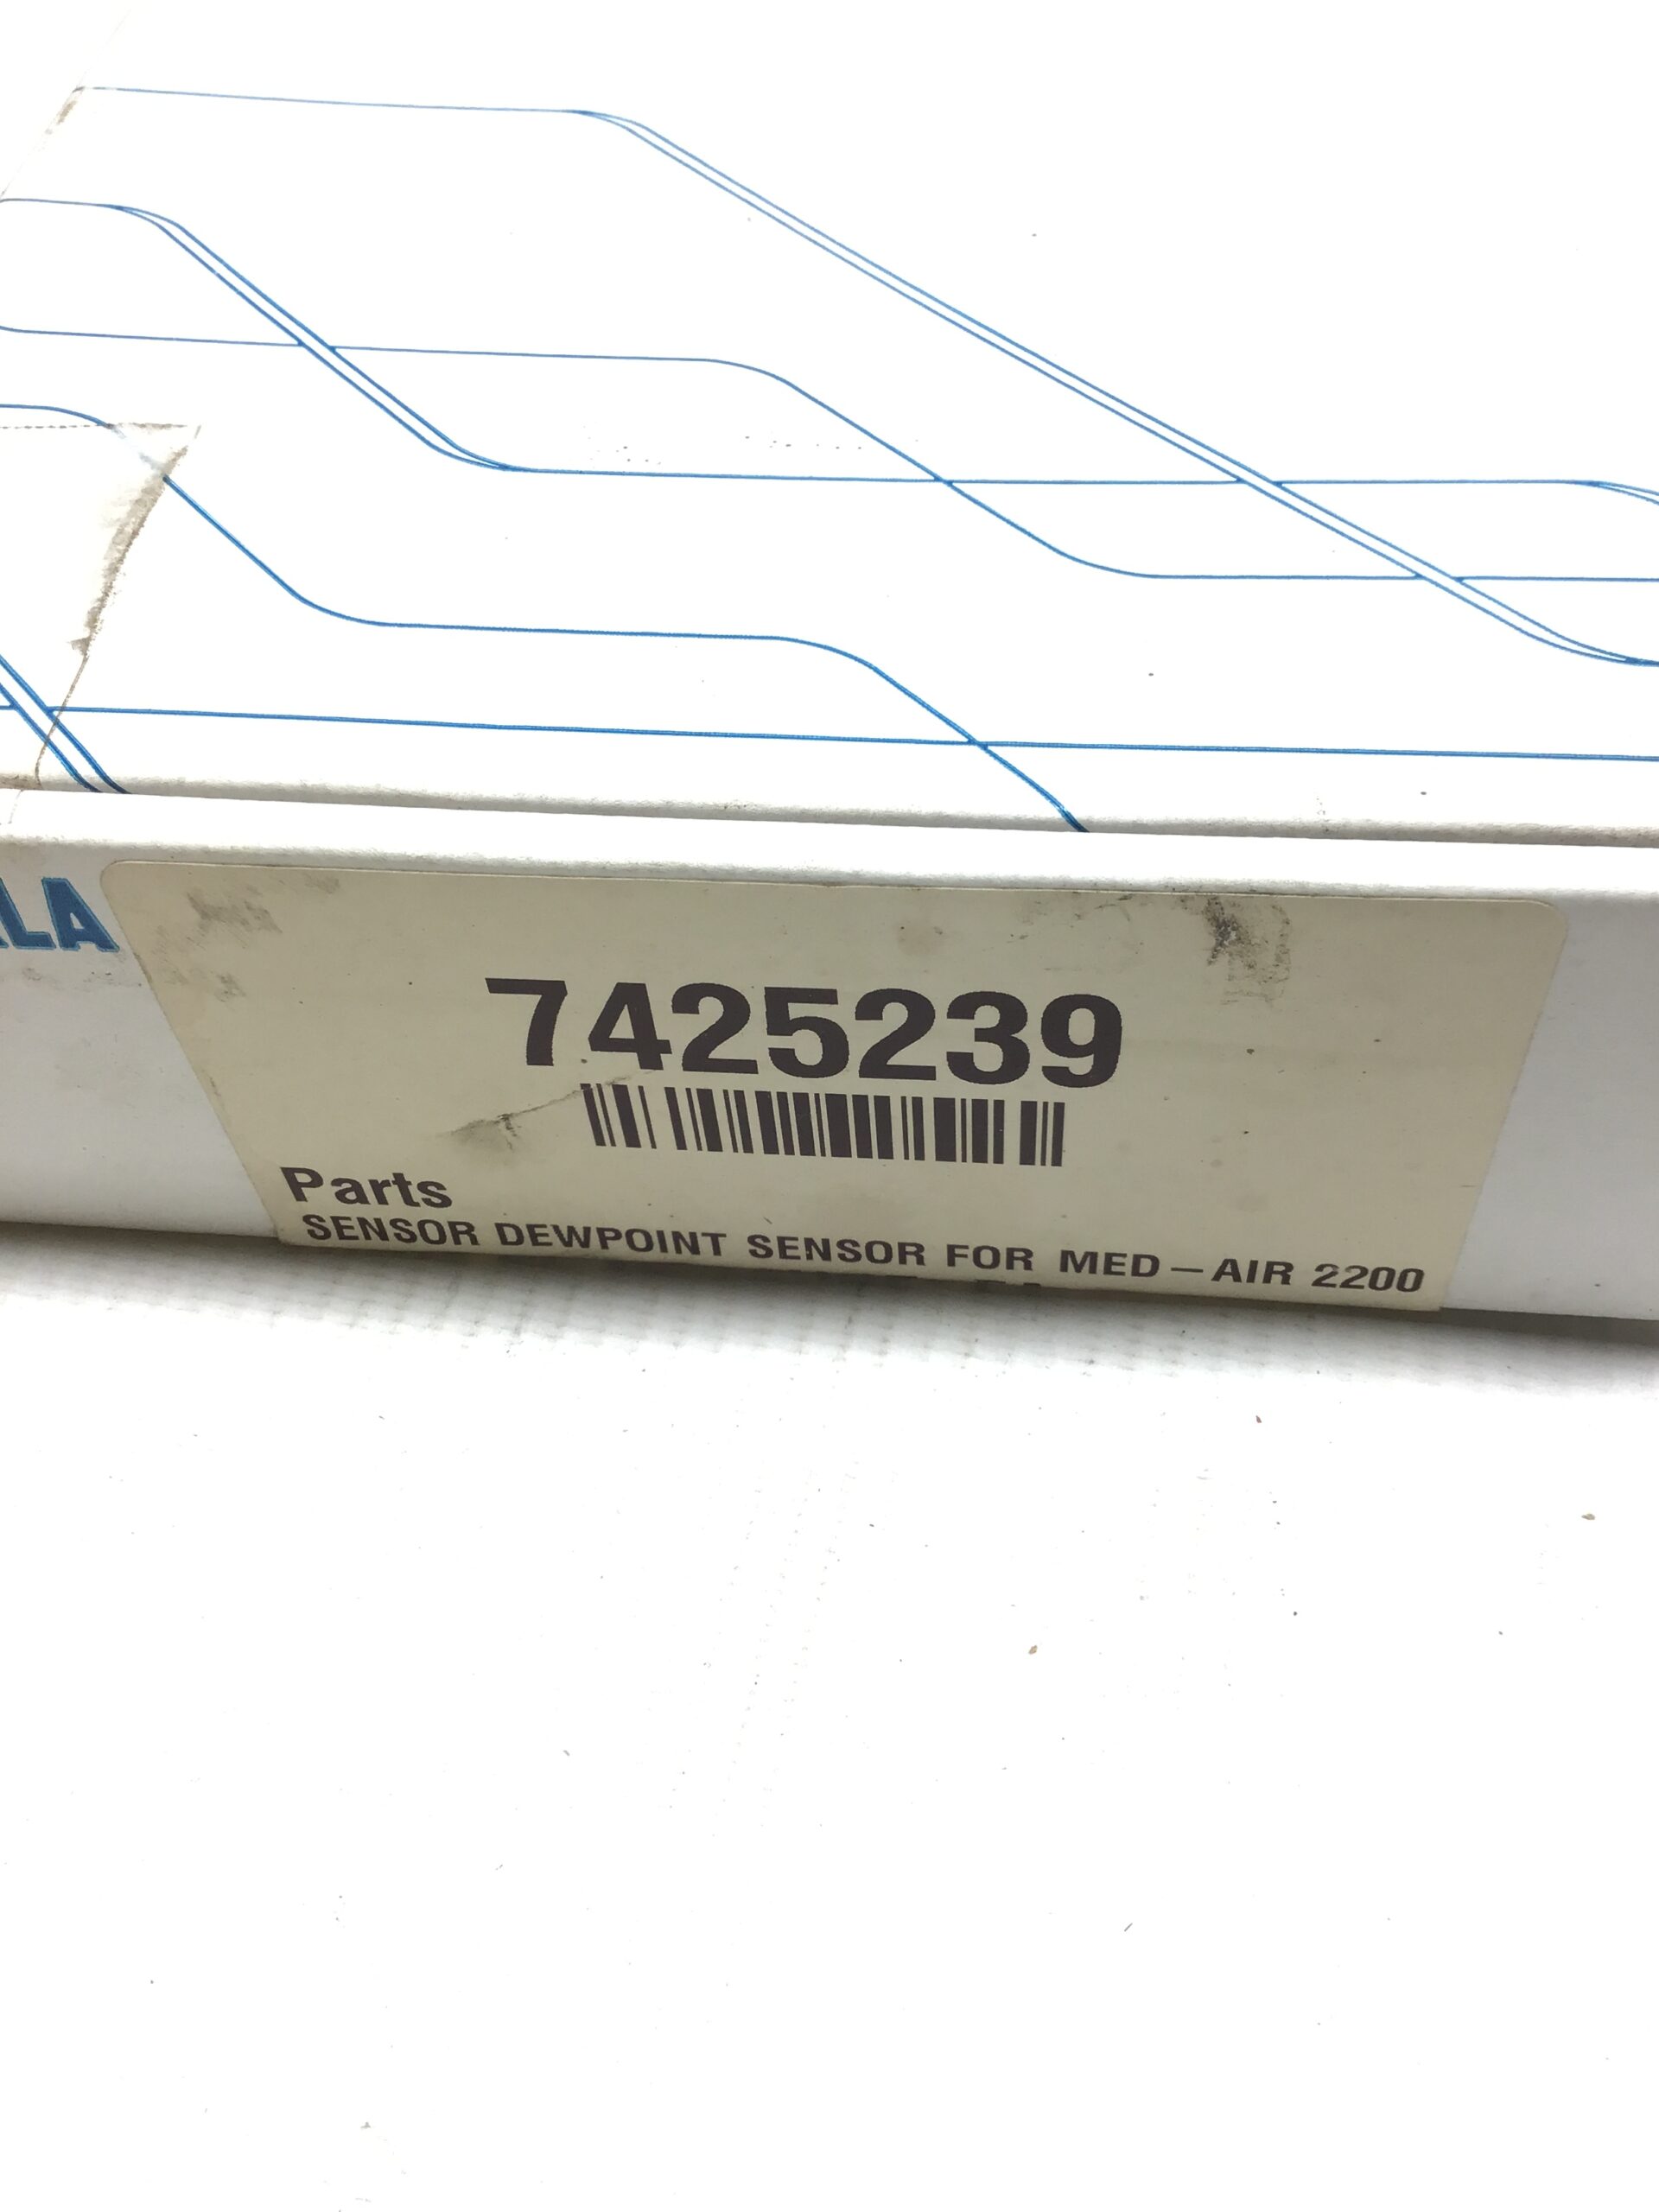 LA
7425239
Parts
SENSOR DEWPOINT SENSOR FOR MED-AIR 2200